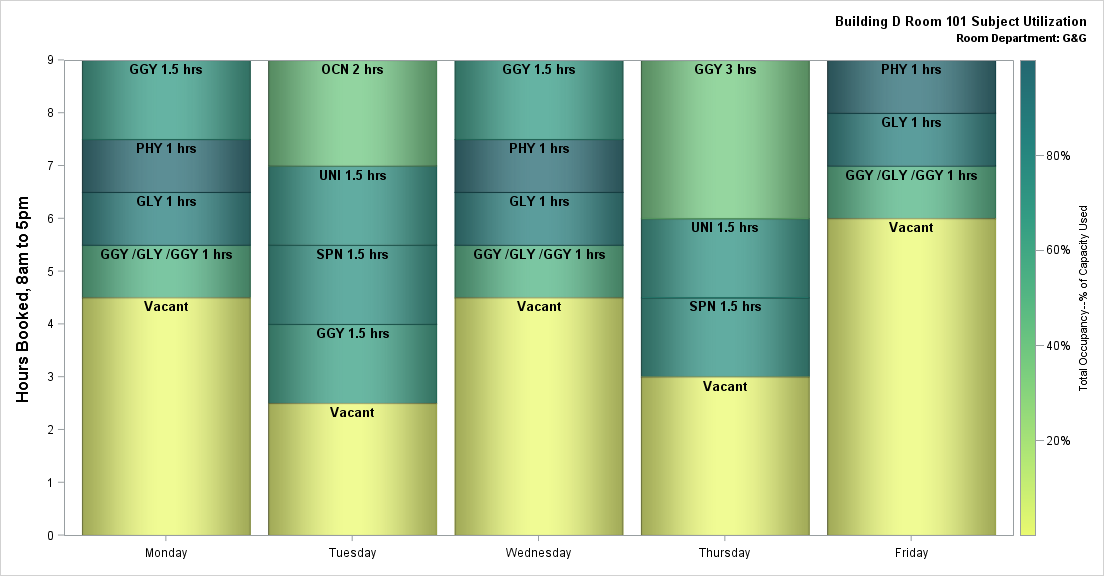 Building D Room 101 Subject Utilization
Room Department: G&G
Hours Booked, 8am to 5pm
9
8
7
6
5
4
3
2
1
0
GGY 1.5 hrs
PHY 1 hrs
GLY 1 hrs
GGY /GLY /GGY 1 hrs
Vacant
Monday
OCN 2 hrs
UNI 1.5 hrs
SPN 1.5 hrs
GGY 1.5 hrs
Vacant
Tuesday
GGY 1.5 hrs
PHY 1 hrs
GLY 1 hrs
GGY /GLY /GGY 1 hrs
Vacant
Wednesday
GGY 3 hrs
UNI 1.5 hrs
SPN 1.5 hrs
Vacant
Thursday
PHY 1 hrs
GLY 1 hrs
GGY /GLY /GGY 1 hrs
Vacant
Friday
80%
60%
40%
20%
Total Occupancy--% of Capacity Used